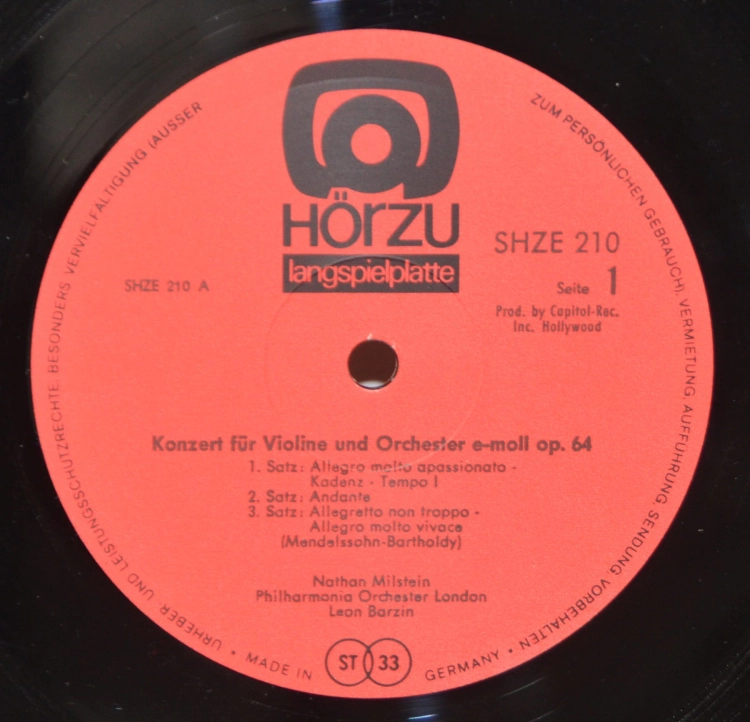 HÖRZU
langspielplatte
SHZE 210
SHZE 210 A
Seite 1
Prod. by Capitol-Rec.
Inc. Hollywood
Konzert für Violine und Orchester e-moll op. 64
1. Satz: Allegro molto apassionato -
Kadenz - Tempo I
2. Satz: Andante
3. Satz: Allegretto non troppo -
Allegro molto vivace
(Mendelssohn-Bartholdy)
Nathan Milstein
Philharmonia Orchester London
Leon Barzin
ST 33
URHEBER UND LEISTUNGSSCHUTZRECHTE, BESONDERS VERVIELFÄLTIGUNG (AUSSER
ZUM PERSÖNLICHEN GEBRAUCH), VERMIETUNG, AUFFÜHRUNG, SENDUNG, VORBEHALTEN •
• MADE IN GERMANY •